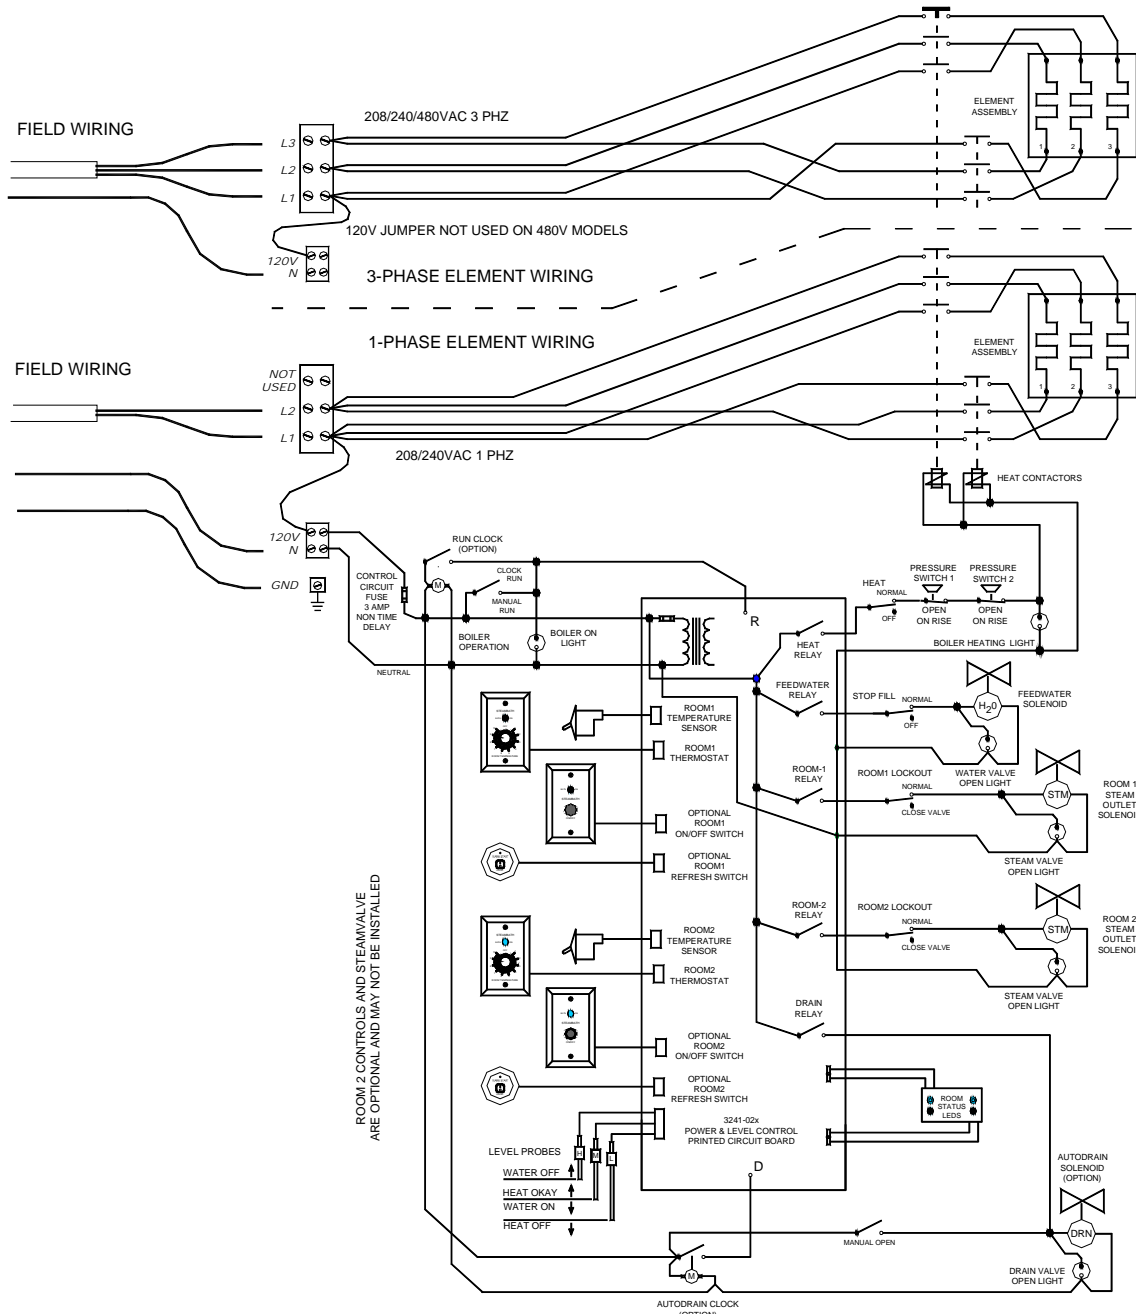 FIELD WIRING
208/240/480VAC 3 PHZ
L3
L2
L1
120V
N
120V JUMPER NOT USED ON 480V MODELS
3-PHASE ELEMENT WIRING
ELEMENT
ASSEMBLY
1
2
3
1-PHASE ELEMENT WIRING
FIELD WIRING
NOT
USED
L2
L1
208/240VAC 1 PHZ
ELEMENT
ASSEMBLY
1
2
3
HEAT CONTACTORS
120V
N
GND
CONTROL
CIRCUIT
FUSE
3 AMP
NON TIME
DELAY
RUN CLOCK
(OPTION)
M
CLOCK
RUN
MANUAL
RUN
BOILER
OPERATION
BOILER ON
LIGHT
NEUTRAL
R
HEAT
RELAY
HEAT
NORMAL
OFF
PRESSURE
SWITCH 1
OPEN
ON RISE
PRESSURE
SWITCH 2
OPEN
ON RISE
BOILER HEATING LIGHT
FEEDWATER
RELAY
STOP FILL
NORMAL
OFF
H20
FEEDWATER
SOLENOID
WATER VALVE
OPEN LIGHT
ROOM1
TEMPERATURE
SENSOR
ROOM1
THERMOSTAT
ROOM-1
RELAY
ROOM1 LOCKOUT
NORMAL
CLOSE VALVE
STM
ROOM 1
STEAM
OUTLET
SOLENOI
STEAM VALVE
OPEN LIGHT
OPTIONAL
ROOM1
ON/OFF SWITCH
OPTIONAL
ROOM1
REFRESH SWITCH
ROOM 2 CONTROLS AND STEAMVALVE
ARE OPTIONAL AND MAY NOT BE INSTALLED
ROOM2
TEMPERATURE
SENSOR
ROOM2
THERMOSTAT
ROOM-2
RELAY
ROOM2 LOCKOUT
NORMAL
CLOSE VALVE
STM
ROOM 2
STEAM
OUTLET
SOLENOI
STEAM VALVE
OPEN LIGHT
OPTIONAL
ROOM2
ON/OFF SWITCH
OPTIONAL
ROOM2
REFRESH SWITCH
DRAIN
RELAY
ROOM
STATUS
LEDS
3241-02x
POWER & LEVEL CONTROL
PRINTED CIRCUIT BOARD
LEVEL PROBES
H
M
L
WATER OFF
HEAT OKAY
WATER ON
HEAT OFF
D
MANUAL OPEN
AUTODRAIN
SOLENOID
(OPTION)
DRN
DRAIN VALVE
OPEN LIGHT
M
AUTODRAIN CLOCK